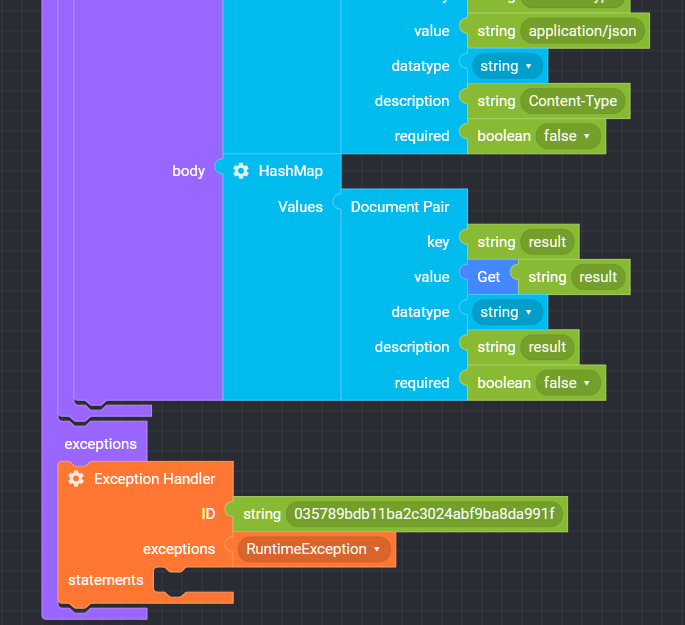 value string application/json
datatype string
description string Content-Type
required boolean false
body HashMap
Values Document Pair
key string result
value Get string result
datatype string
description string result
required boolean false
exceptions
Exception Handler
ID string 035789bdb11ba2c3024abf9ba8da991f
exceptions RuntimeException
statements